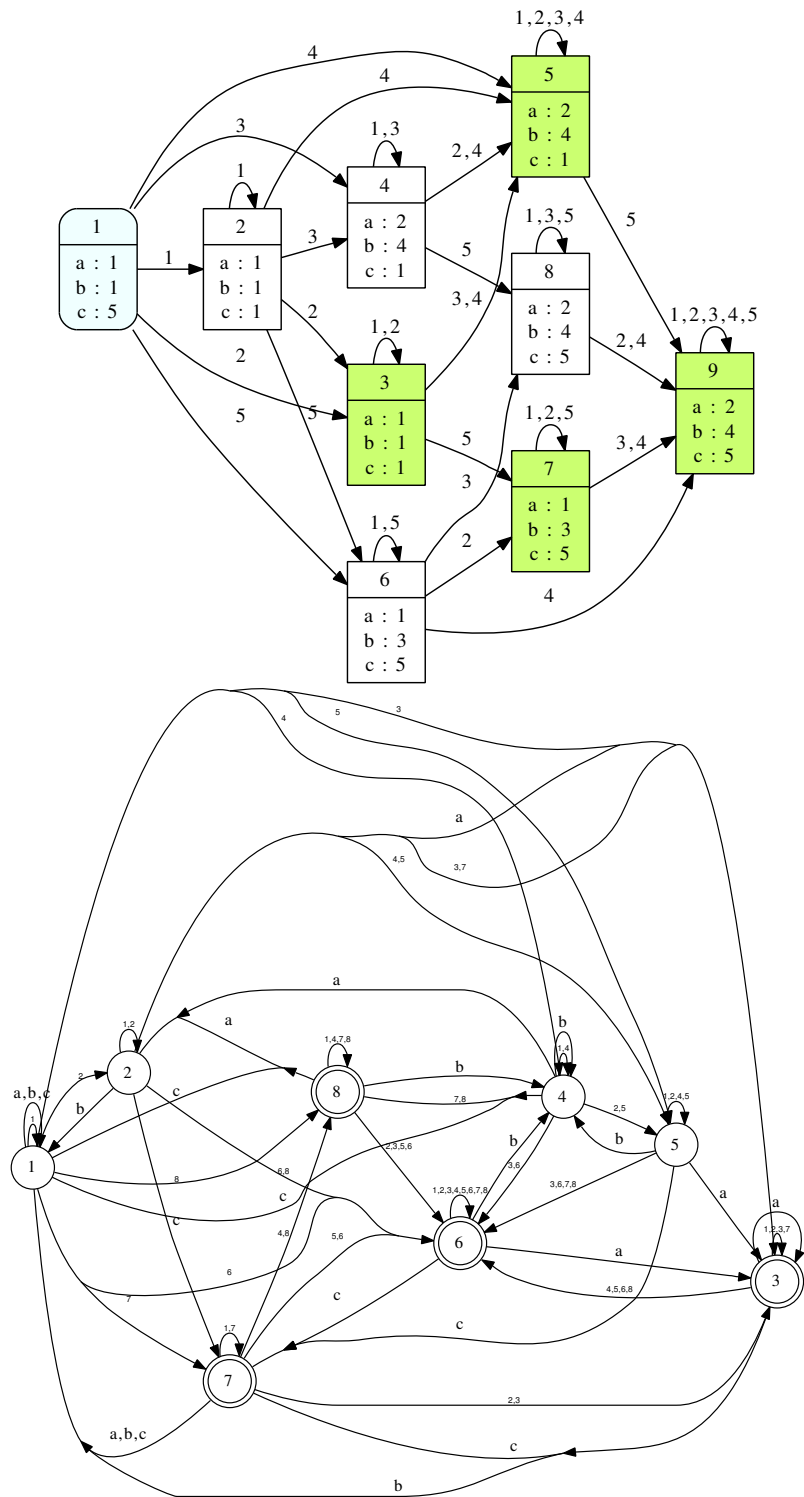 1,2,3,4
5
a : 2
b : 4
c : 1
4
4
3
1,3
4
a : 2
b : 4
c : 1
2,4
1
2
a : 1
b : 1
c : 1
1
a : 1
b : 1
c : 5
1
3
5
1,3,5
8
a : 2
b : 4
c : 5
5
2
2
1,2
3
a : 1
b : 1
c : 1
3,4
2,4
1,2,3,4,5
9
a : 2
b : 4
c : 5
5
5
5
3
1,2,5
7
a : 1
b : 3
c : 5
3,4
1,5
6
a : 1
b : 3
c : 5
2
4
4
5
3
a
4,5
3,7
a
a
1,2
2
2
b
a,b,c
1
1
c
1,4,7,8
8
b
7,8
b
1,4
4
2,5
1,2,4,5
5
b
8
6,8
c
c
2,3,5,6
b
3,6
3,6,7,8
a
1,2,3,4,5,6,7,8
6
a
4,5,6,8
a
1,2,3,7
3
6
7
4,8
5,6
c
c
1,7
7
2,3
a,b,c
c
b